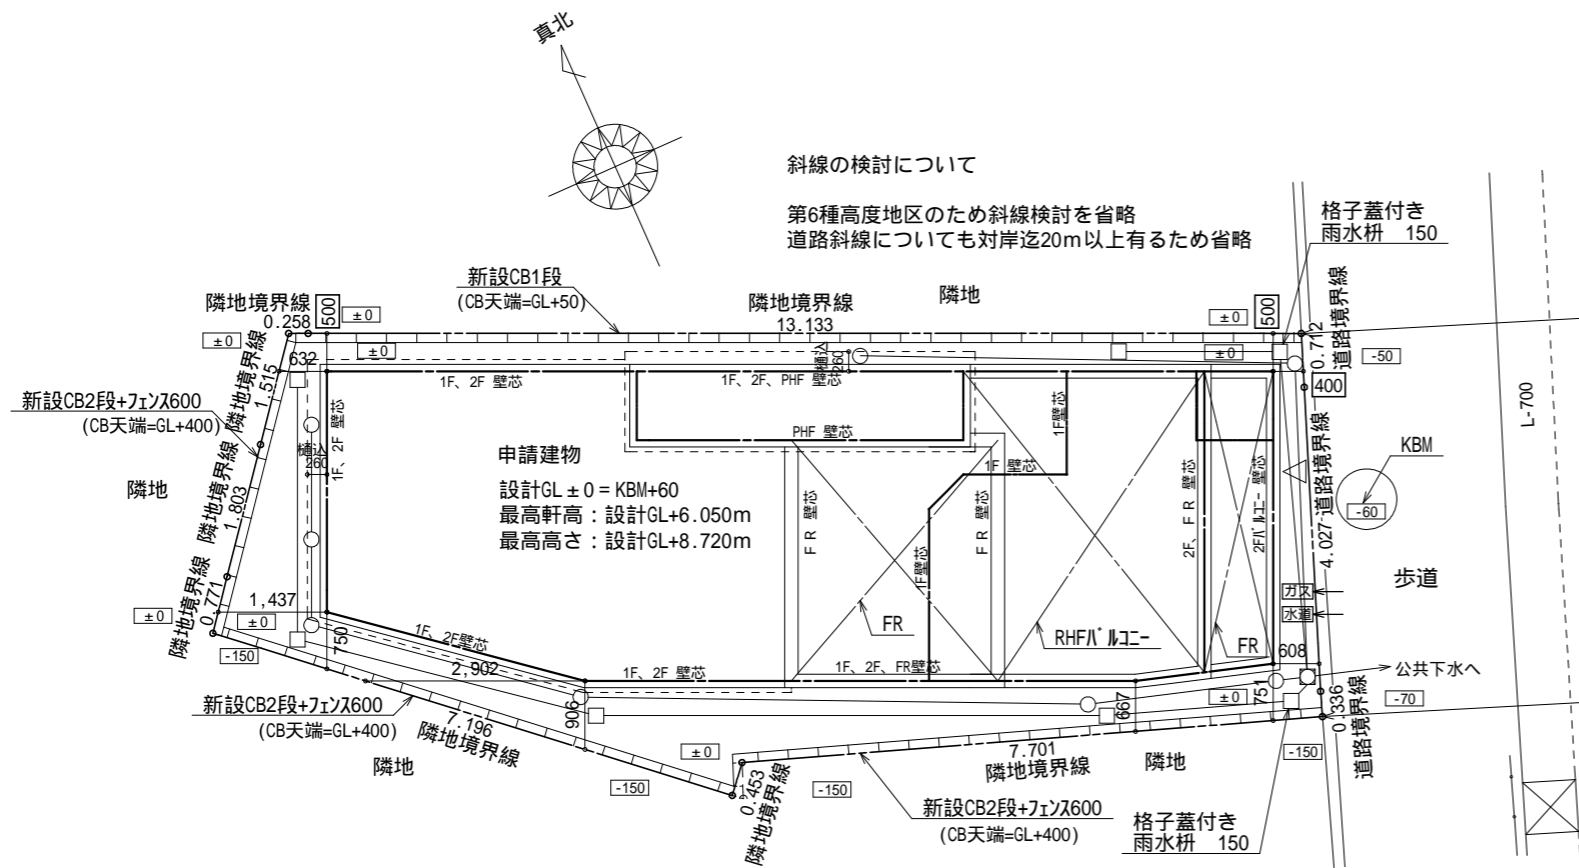 真北
斜線の検討について
第6種高度地区のため斜線検討を省略
道路斜線についても対岸迄20m以上有るため省略
格子蓋付き
雨水桝 150
新設CB1段
(CB天端=GL+50)
隣地境界線
0.258
500
±0
隣地境界線
13.133
隣地
±0
500
0.712
道路境界線
-50
400
L-700
±0
±0
±0
632
1.515
隣地境界線
樋込
260
1F、2F 壁芯
1F、2F、PHF 壁芯
PHF 壁芯
1F壁芯
1F 壁芯
新設CB2段+フェンス600
(CB天端=GL+400)
樋込
260
1F、2F 壁芯
隣地
1.803
隣地境界線
申請建物
設計GL±0=KBM+60
最高軒高:設計GL+6.050m
最高高さ:設計GL+8.720m
FR 壁芯
1F壁芯
FR 壁芯
2F、FR 壁芯
2Fバルコニー 壁芯
4.027
道路境界線
KBM
-60
歩道
ガス
水道
±0
0.771
隣地境界線
1,437
±0
-150
750
1F、2F壁芯
2,902
1F、2F 壁芯
1F、2F、FR壁芯
FR
RHFバルコニー
FR
608
公共下水へ
新設CB2段+フェンス600
(CB天端=GL+400)
906
667
±0
751
0.336
道路境界線
-70
7.196
隣地境界線
隣地
±0
-150
0.453
隣地境界線
-150
7.701
隣地境界線
隣地
-150
新設CB2段+フェンス600
(CB天端=GL+400)
格子蓋付き
雨水桝 150